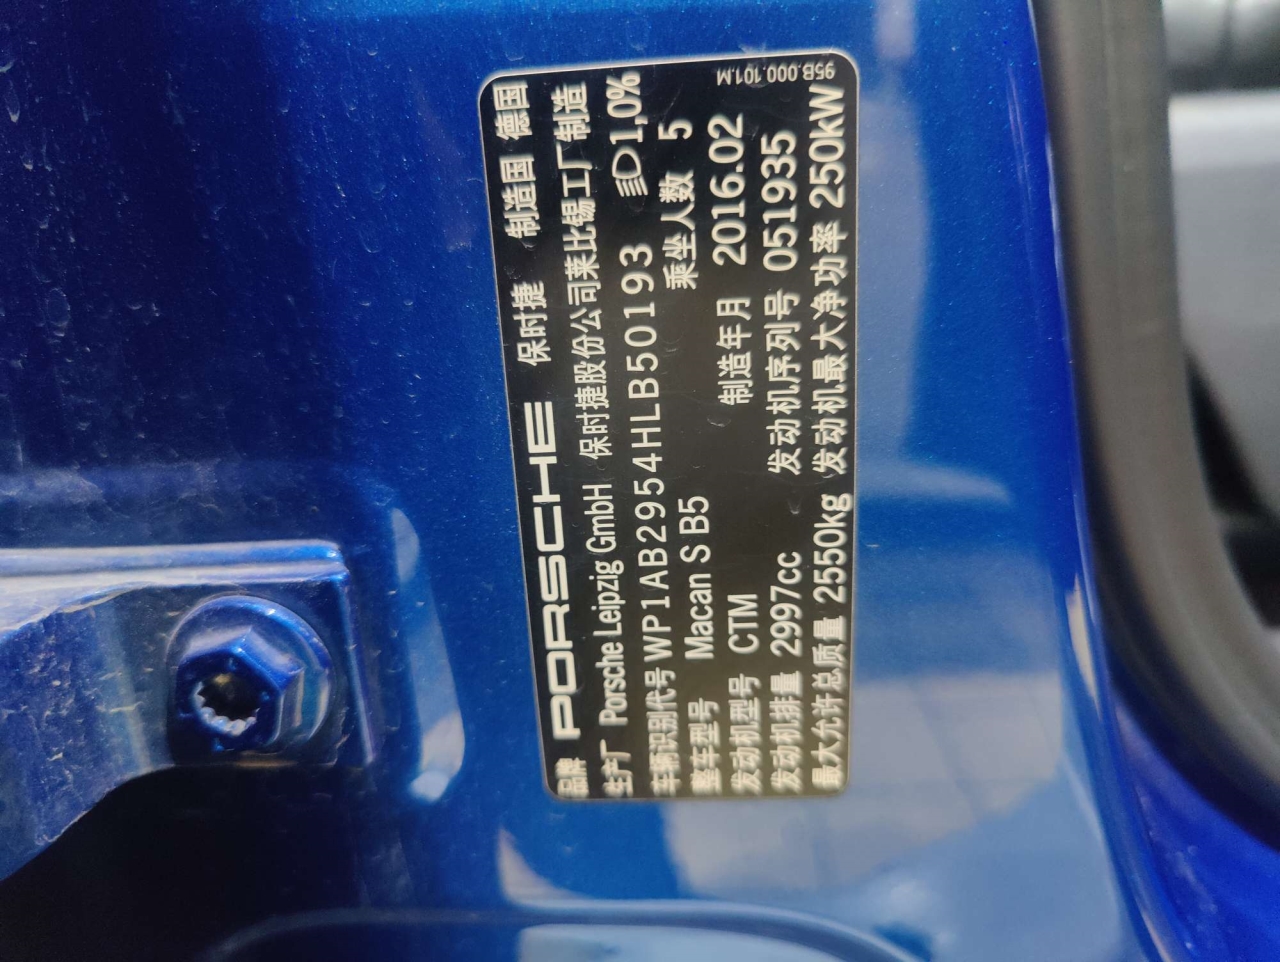 品牌 PORSCHE 保时捷 制造国 德国
生产厂 Porsche Leipzig GmbH 保时捷股份公司莱比锡工厂制造
车辆识别代号 WP1AB2954HLB50193 1,0%
整车型号 Macan S B5 乘坐人数 5
发动机型号 CTM 制造年月 2016.02
发动机排量 2997cc 发动机序列号 051935
最大允许总质量 2550kg 发动机最大净功率 250kW
95B.000.101.M